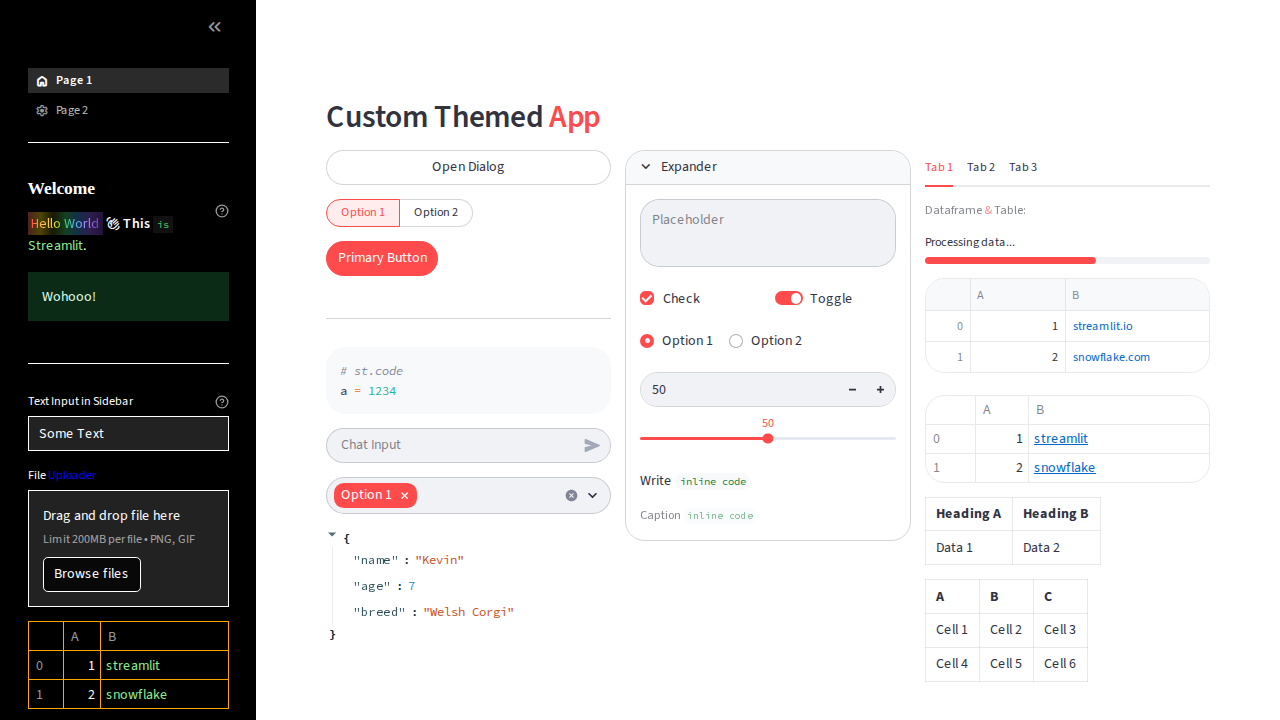 Page 1
Page 2
Welcome
Hello World 👋 This is
Streamlit.
Wohooo!
Text Input in Sidebar
Some Text
File Uploader
Drag and drop file here
Limit 200MB per file • PNG, GIF
Browse files
A B
0 1 streamlit
1 2 snowflake
Custom Themed App
Open Dialog
Option 1 Option 2
Primary Button
# st.code
a = 1234
Chat Input
Option 1 ×
{
"name" : "Kevin"
"age" : 7
"breed" : "Welsh Corgi"
}
Expander
Placeholder
Check Toggle
Option 1 Option 2
50 − +
50
Write inline code
Caption inline code
Tab 1 Tab 2 Tab 3
Dataframe & Table:
Processing data...
A B
0 1 streamlit.io
1 2 snowflake.com
A B
0 1 streamlit
1 2 snowflake
Heading A Heading B
Data 1 Data 2
A B C
Cell 1 Cell 2 Cell 3
Cell 4 Cell 5 Cell 6